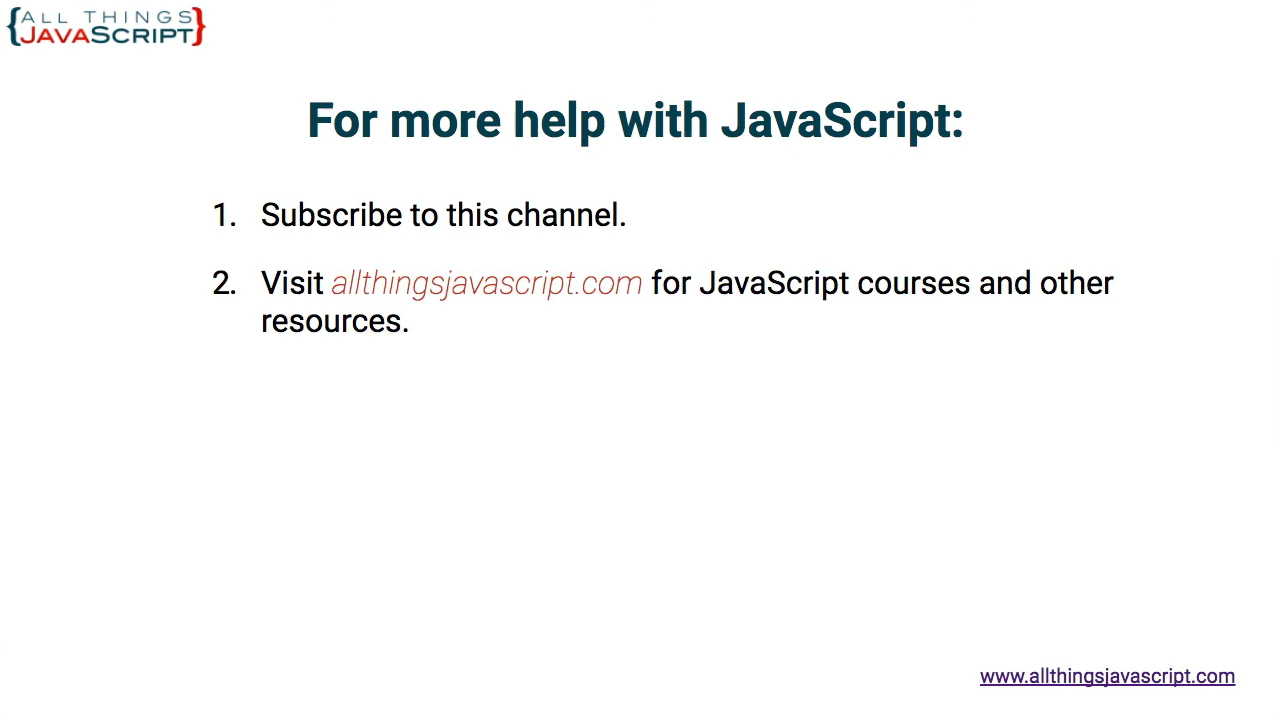 {ALL THINGS
JAVASCRIPT}
For more help with JavaScript:
1. Subscribe to this channel.
2. Visit allthingsjavascript.com for JavaScript courses and other
resources.
www.allthingsjavascript.com